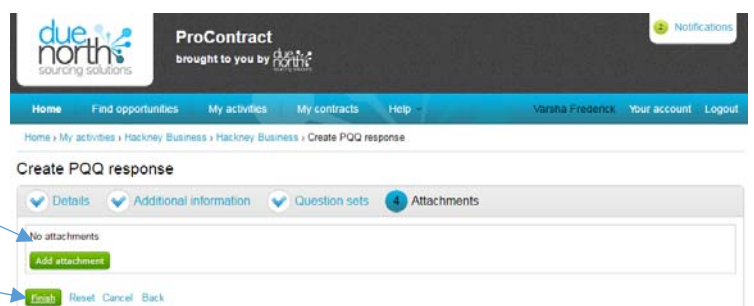 due north
sourcing solutions
ProContract
brought to you by due north
Notifications
Home Find opportunities My activities My contracts Help
Varsha Frederick Your account Logout
Home › My activities › Hackney Business › Hackney Business › Create PQQ response
Create PQQ response
Details Additional information Question sets 4 Attachments
No attachments
Add attachment
Finish Reset Cancel Back